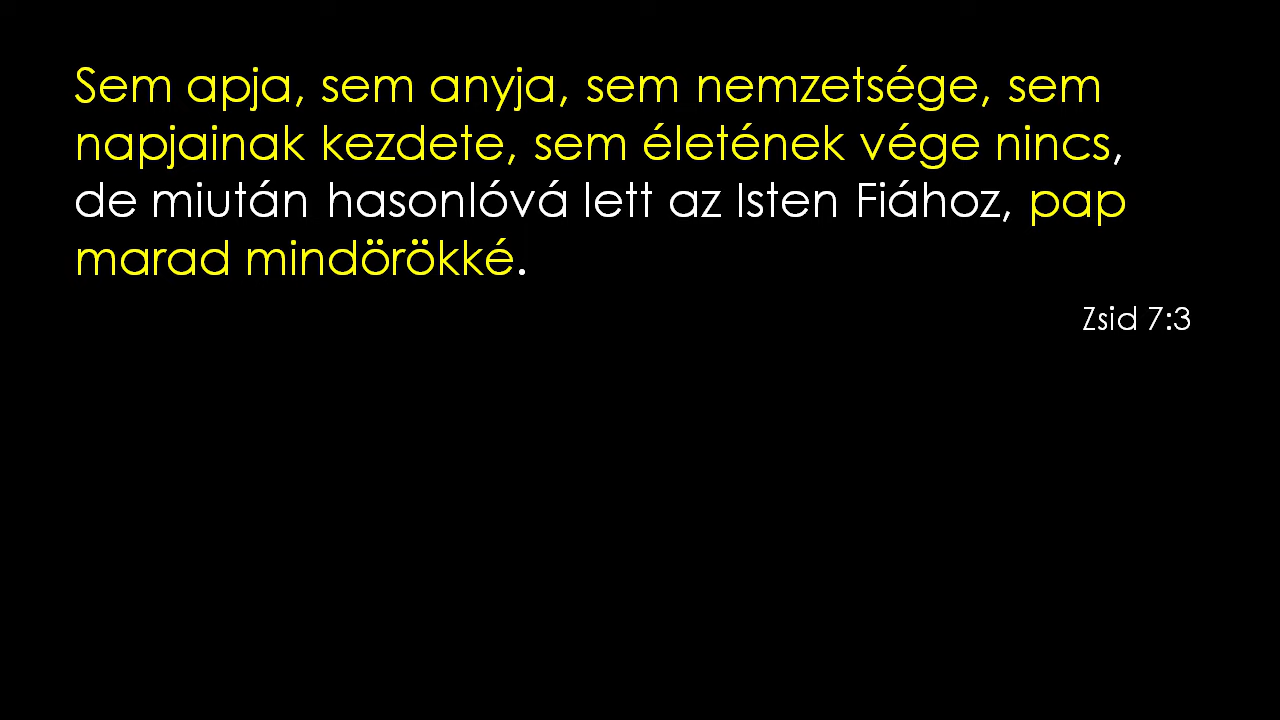 Sem apja, sem anyja, sem nemzetsége, sem
napjainak kezdete, sem életének vége nincs,
de miután hasonlóvá lett az Isten Fiához, pap
marad mindörökké.
Zsid 7:3